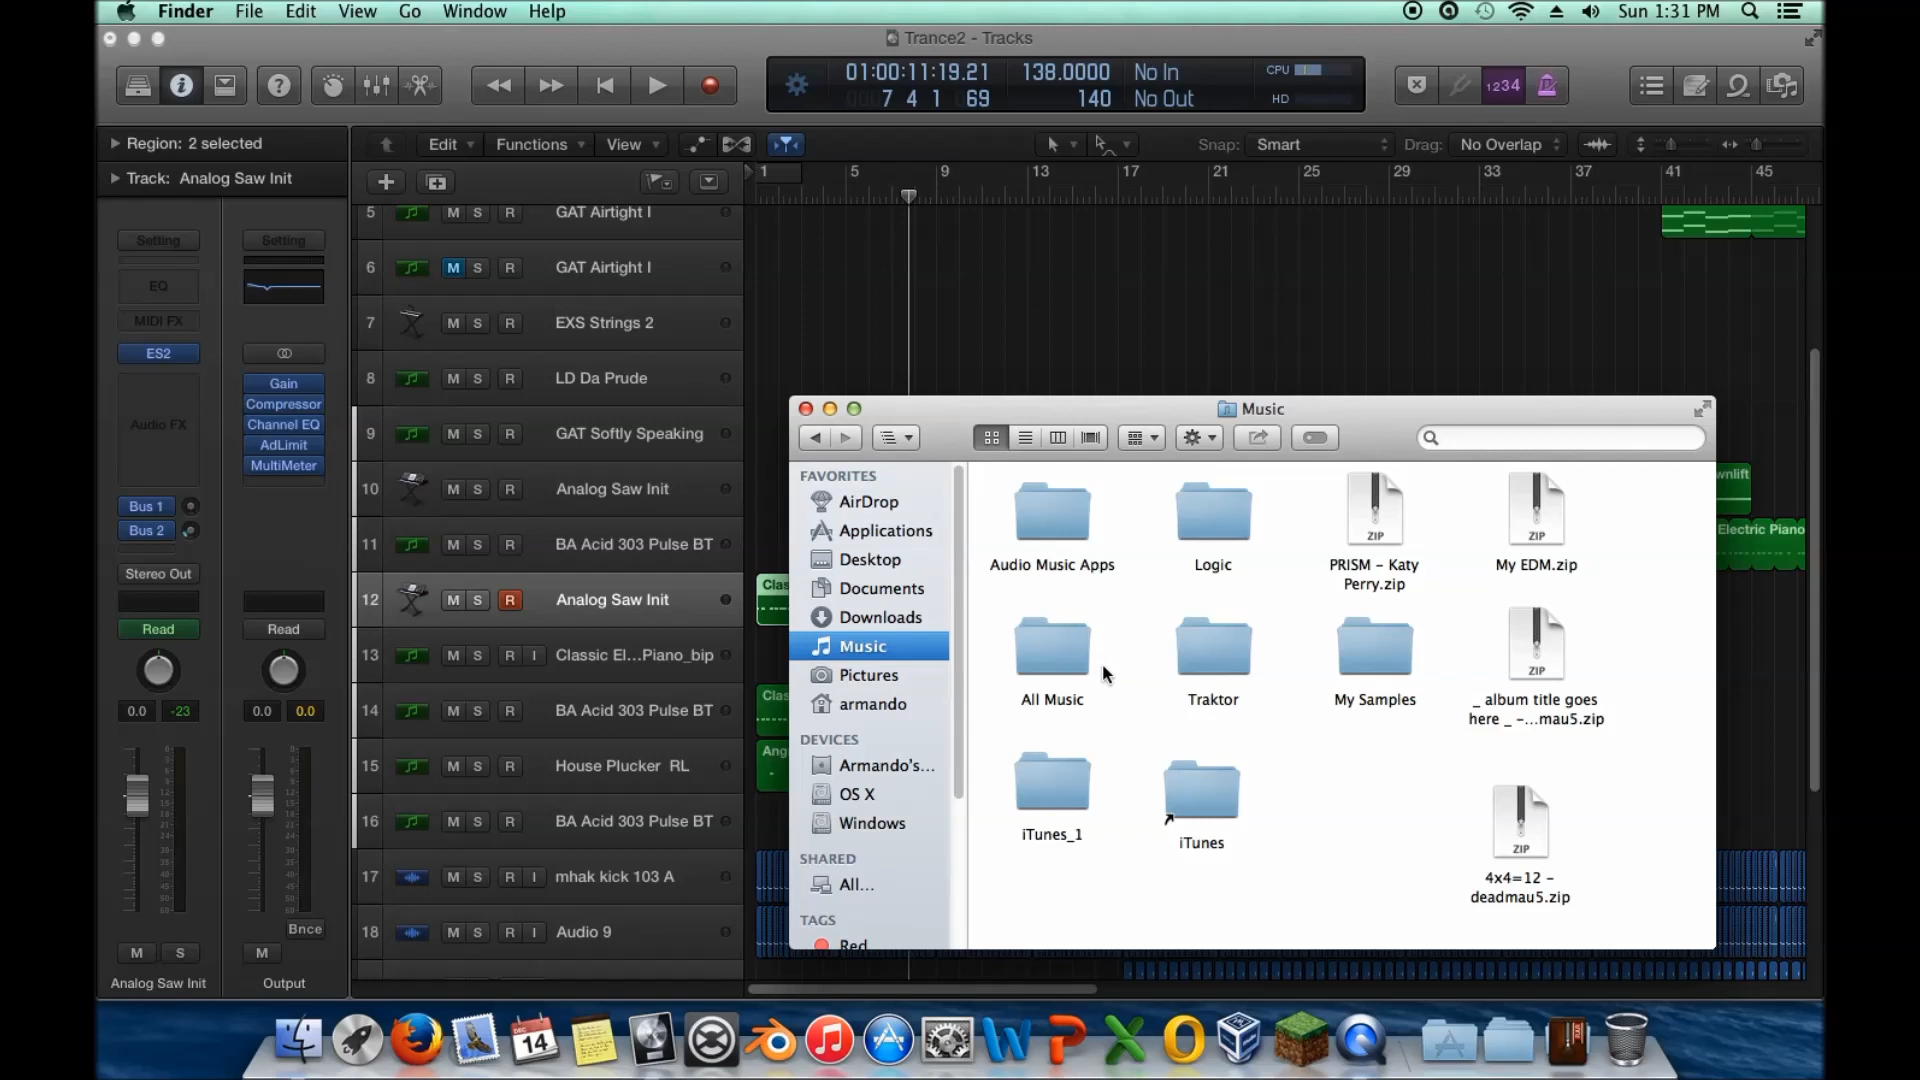 Finder File Edit View Go Window Help Sun 1:31 PM
Trance2 - Tracks
01:00:11:19.21 138.0000 No In CPU
7 4 1 69 140 No Out HD
1234
Region: 2 selected
Edit Functions View Snap: Smart Drag: No Overlap
Track: Analog Saw Init
1 5 9 13 17 21 25 29 33 37 41 45
Setting Setting
EQ
MIDI FX
ES2
Audio FX
Gain
Compressor
Channel EQ
AdLimit
MultiMeter
Bus 1
Bus 2
Stereo Out
Read Read
0.0 -23 0.0 0.0
Bnce
M S M
Analog Saw Init Output
5 M S R GAT Airtight I
6 M S R GAT Airtight I
7 M S R EXS Strings 2
8 M S R LD Da Prude
9 M S R GAT Softly Speaking
10 M S R Analog Saw Init
11 M S R BA Acid 303 Pulse BT
12 M S R Analog Saw Init
13 M S R I Classic El...Piano_bip
14 M S R BA Acid 303 Pulse BT
15 M S R House Plucker RL
16 M S R BA Acid 303 Pulse BT
17 M S R I mhak kick 103 A
18 M S R I Audio 9
Clas
Clas
Ang
wnlift
Electric Piano
Music
FAVORITES
AirDrop
Applications
Desktop
Documents
Downloads
Music
Pictures
armando
DEVICES
Armando's...
OS X
Windows
SHARED
All...
TAGS
Red
ZIP ZIP
Audio Music Apps Logic PRISM - Katy Perry.zip My EDM.zip
ZIP
All Music Traktor My Samples _ album title goes here _ -...mau5.zip
ZIP
iTunes_1 iTunes 4x4=12 - deadmau5.zip
DEC
14